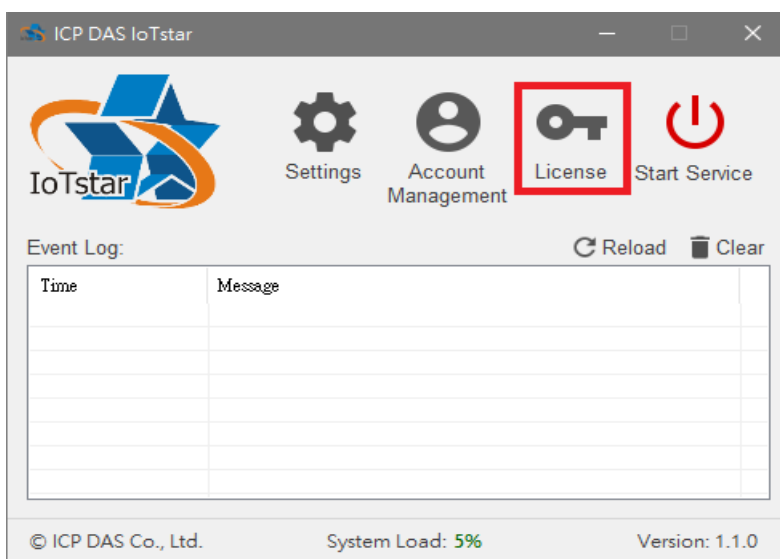 ICP DAS IoTstar
IoTstar
Settings
Account
Management
License
Start Service
Event Log:
Reload
Clear
Time
Message
© ICP DAS Co., Ltd.
System Load: 5%
Version: 1.1.0